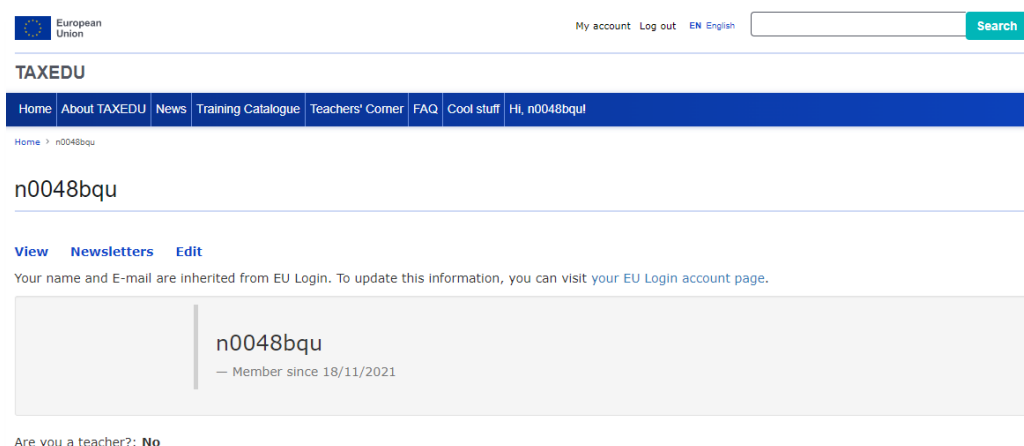 European
Union
My account Log out EN English Search
TAXEDU
Home About TAXEDU News Training Catalogue Teachers' Corner FAQ Cool stuff Hi, n0048bqu!
Home › n0048bqu
n0048bqu
View Newsletters Edit
Your name and E-mail are inherited from EU Login. To update this information, you can visit your EU Login account page.
n0048bqu
— Member since 18/11/2021
Are you a teacher?: No